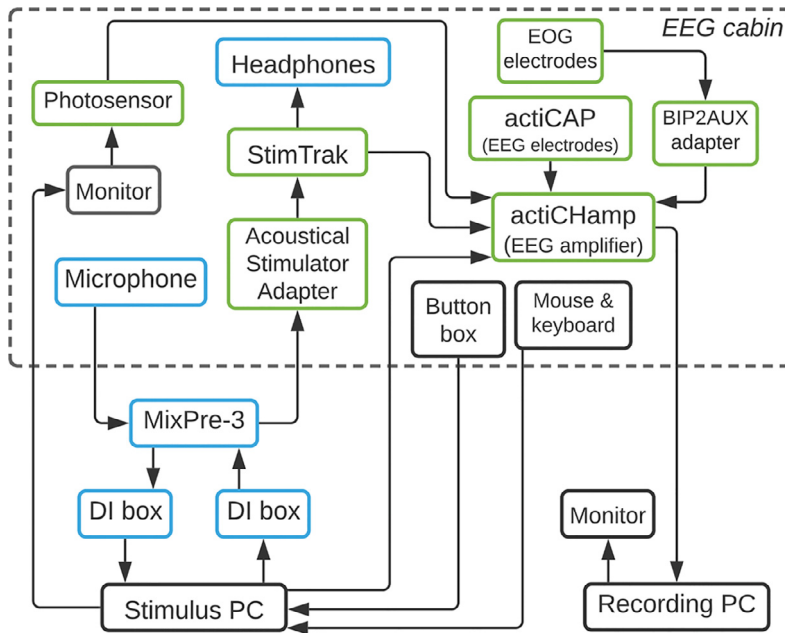 EEG cabin
EOG
electrodes
Headphones
Photosensor
actiCAP
(EEG electrodes)
BIP2AUX
adapter
StimTrak
Monitor
actiCHamp
(EEG amplifier)
Acoustical
Stimulator
Adapter
Microphone
Button
box
Mouse &
keyboard
MixPre-3
DI box
DI box
Monitor
Stimulus PC
Recording PC